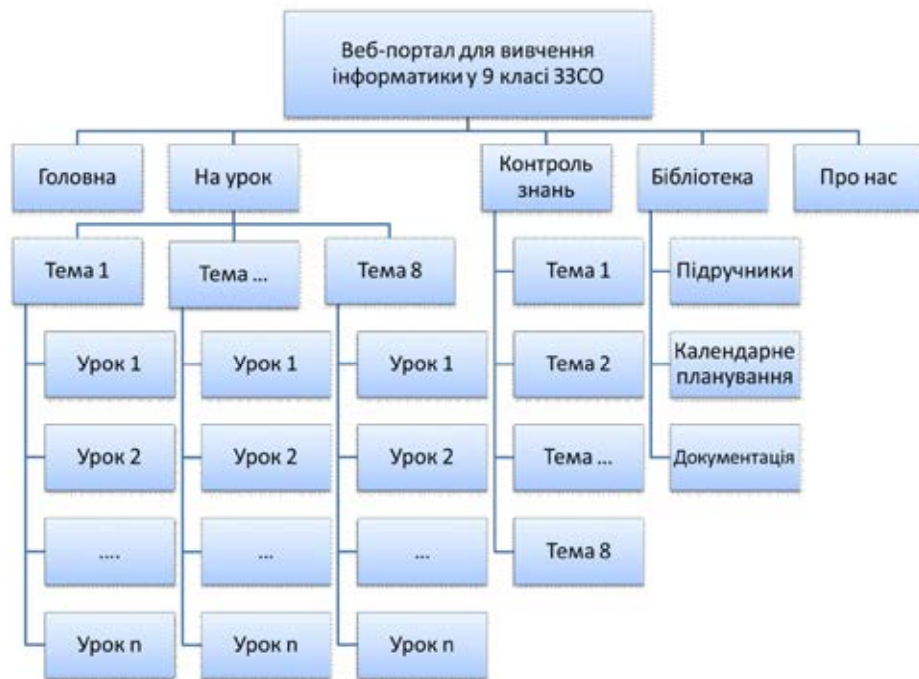 Веб-портал для вивчення
інформатики у 9 класі ЗЗСО
Головна
На урок
Контроль
знань
Бібліотека
Про нас
Тема 1
Тема ...
Тема 8
Тема 1
Підручники
Урок 1
Урок 1
Урок 1
Тема 2
Календарне
планування
Урок 2
Урок 2
Урок 2
Тема ...
Документація
....
...
...
Тема 8
Урок n
Урок n
Урок n